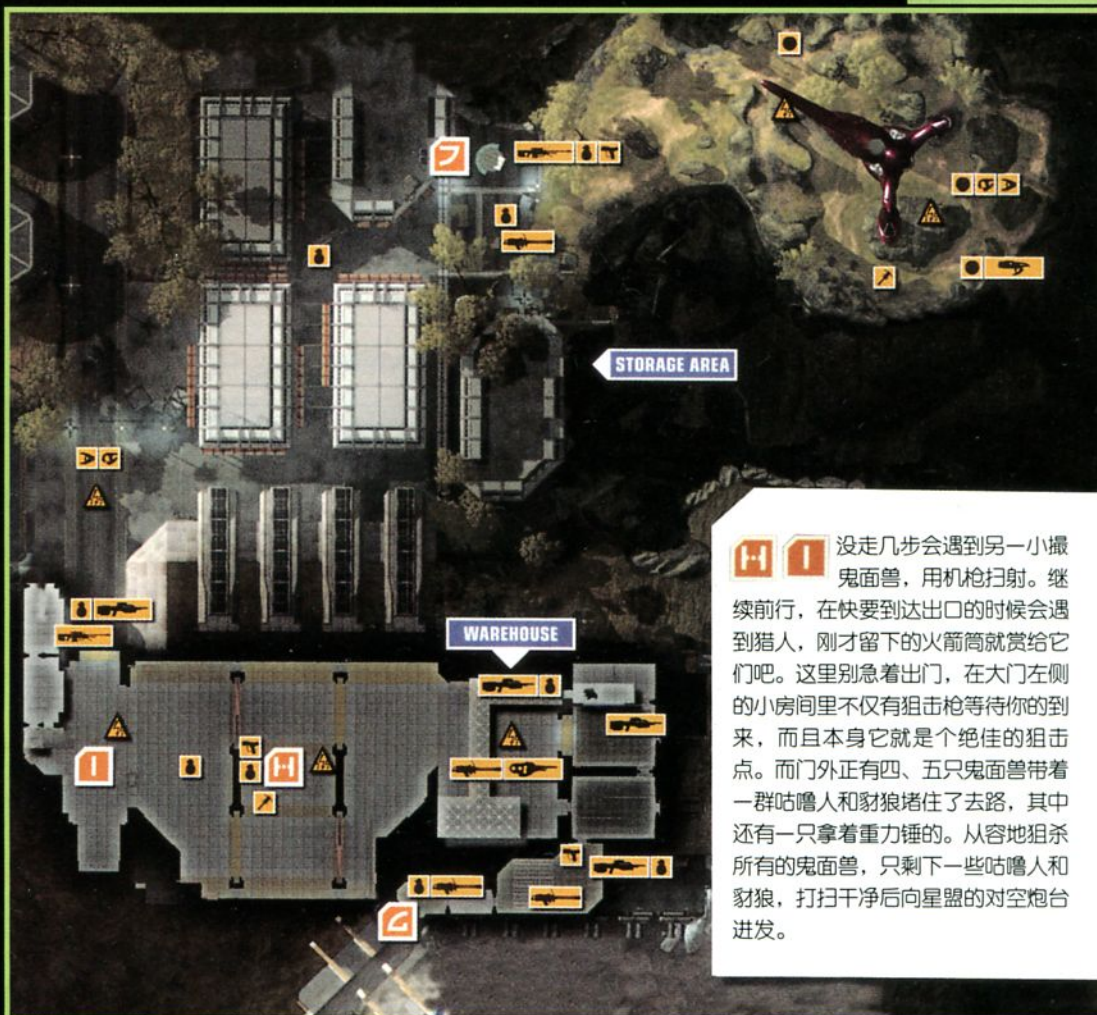 STORAGE AREA
WAREHOUSE
H I 没走几步会遇到另一小撮
鬼面兽，用机枪扫射。继
续前行，在快要到达出口的时候会遇
到猎人，刚才留下的火箭筒就赏给它
们吧。这里别急着出门，在大门左侧
的小房间里不仅有狙击枪等待你的到
来，而且本身它就是个绝佳的狙击
点。而门外正有四、五只鬼面兽带着
一群咕噜人和豺狼堵住了去路，其中
还有一只拿着重力锤的。从容地狙杀
所有的鬼面兽，只剩下一些咕噜人和
豺狼，打扫干净后向星盟的对空炮台
进发。
I
H
G